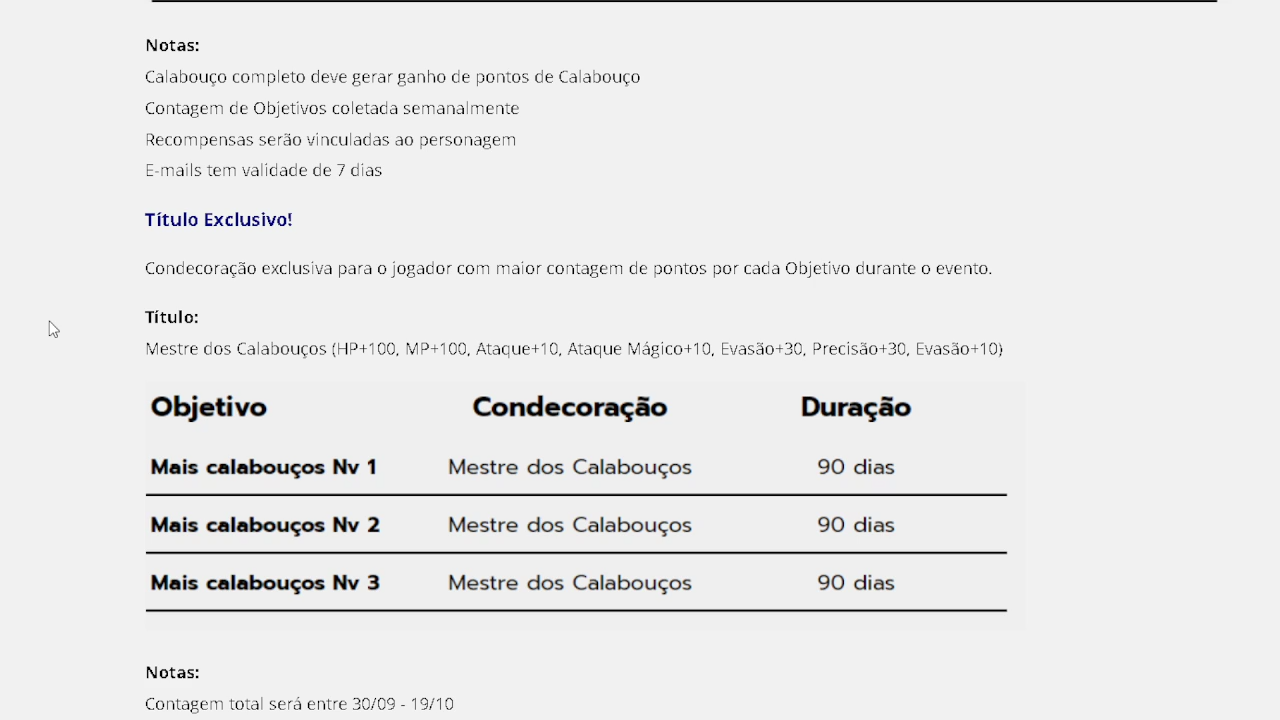 Notas:
Calabouço completo deve gerar ganho de pontos de Calabouço
Contagem de Objetivos coletada semanalmente
Recompensas serão vinculadas ao personagem
E-mails tem validade de 7 dias
Título Exclusivo!
Condecoração exclusiva para o jogador com maior contagem de pontos por cada Objetivo durante o evento.
Título:
Mestre dos Calabouços (HP+100, MP+100, Ataque+10, Ataque Mágico+10, Evasão+30, Precisão+30, Evasão+10)
Objetivo Condecoração Duração
Mais calabouços Nv 1 Mestre dos Calabouços 90 dias
Mais calabouços Nv 2 Mestre dos Calabouços 90 dias
Mais calabouços Nv 3 Mestre dos Calabouços 90 dias
Notas:
Contagem total será entre 30/09 - 19/10